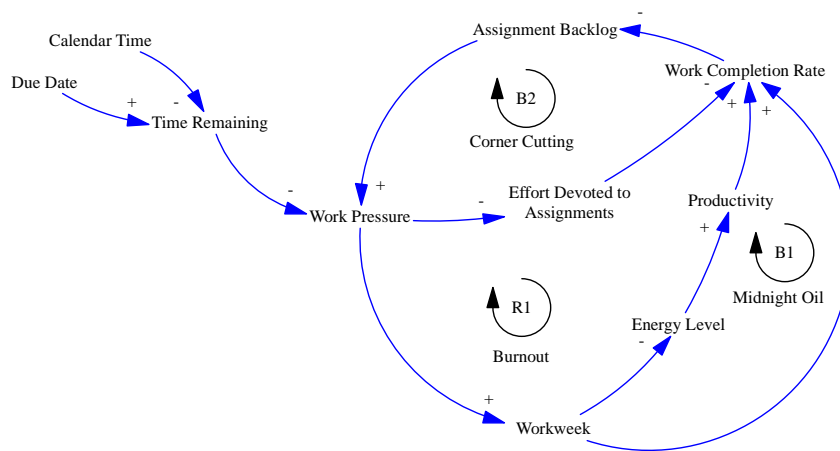 Calendar Time
Due Date
+
-
Time Remaining
-
Assignment Backlog
-
Work Completion Rate
-
+
+
B2
Corner Cutting
+
Work Pressure
-
Effort Devoted to
Assignments
Productivity
+
B1
Midnight Oil
R1
Burnout
Energy Level
-
+
Workweek